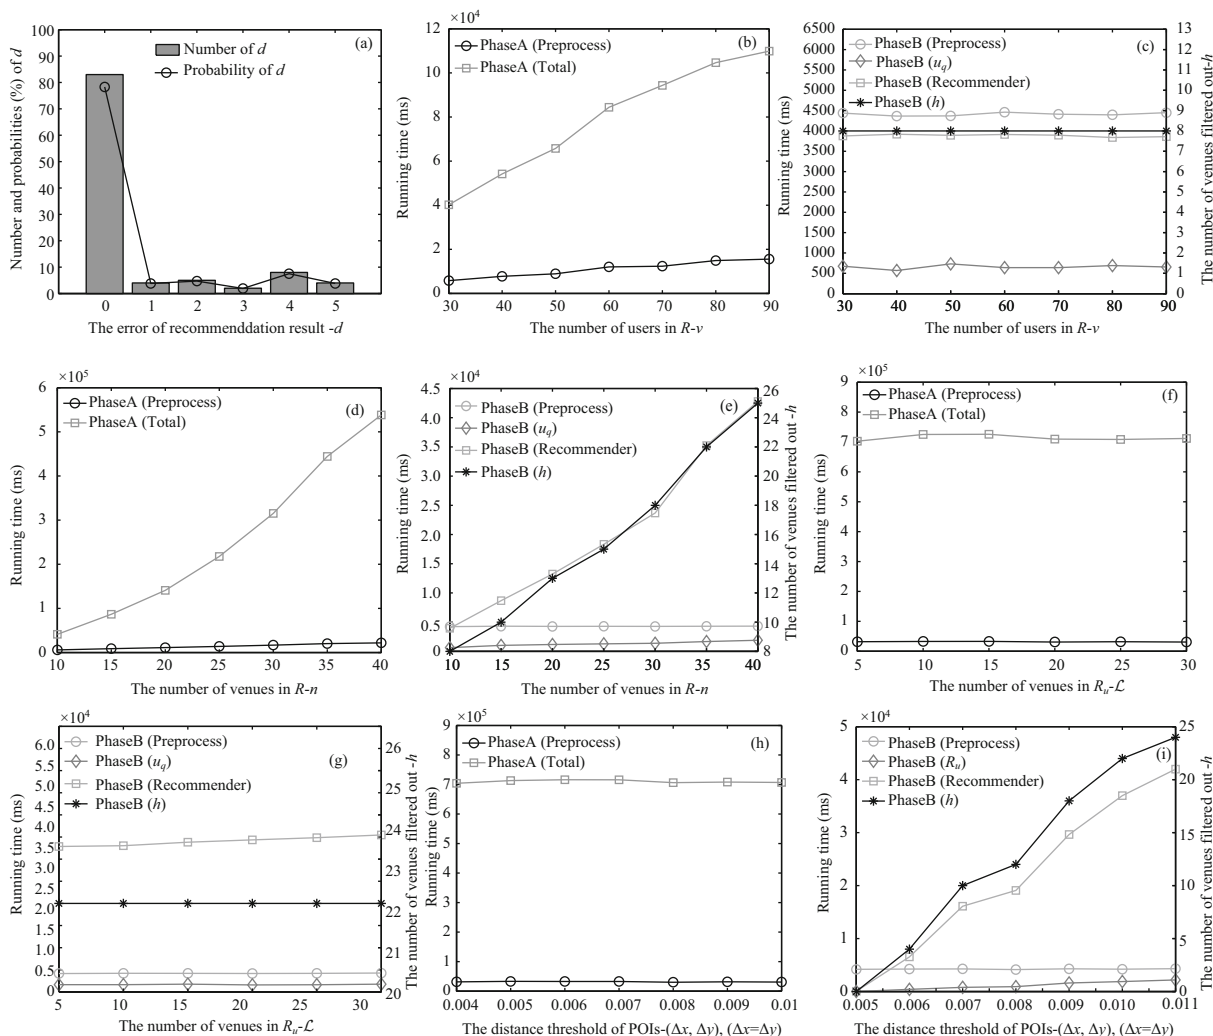 100
90
80
70
60
50
40
30
20
10
0
Number and probabilities (%) of d
Number of d
Probability of d
(a)
0 1 2 3 4 5
The error of recommenddation result -d
×10⁴
12
10
8
6
4
2
0
Running time (ms)
PhaseA (Preprocess)
PhaseA (Total)
(b)
30 40 50 60 70 80 90
The number of users in R-v
6500
6000
5500
5000
4500
4000
3500
3000
2500
2000
1500
1000
500
0
Running time (ms)
PhaseB (Preprocess)
PhaseB (u_q)
PhaseB (Recommender)
PhaseB (h)
(c)
13
12
11
10
9
8
7
6
5
4
3
2
1
0
The number of venues filtered out-h
30 40 50 60 70 80 90
The number of users in R-v
×10⁵
6
5
4
3
2
1
0
Running time (ms)
PhaseA (Preprocess)
PhaseA (Total)
(d)
10 15 20 25 30 35 40
The number of venues in R-n
×10⁴
4.5
4.0
3.5
3.0
2.5
2.0
1.5
1.0
0.5
0
Running time (ms)
PhaseB (Preprocess)
PhaseB (u_q)
PhaseB (Recommender)
PhaseB (h)
(e)
26
24
22
20
18
16
14
13
12
10
8
The number of venues filtered out -h
10 15 20 25 30 35 40
The number of venues in R-n
×10⁵
9
8
7
6
5
4
3
2
1
0
Running time (ms)
PhaseA (Preprocess)
PhaseA (Total)
(f)
5 10 15 20 25 30
The number of venues in R_u-ℒ
×10⁴
6.0
5.5
5.0
4.5
4.0
3.5
3.0
2.5
2.0
1.5
1.0
0.5
0
Running time (ms)
PhaseB (Preprocess)
PhaseB (u_q)
PhaseB (Recommender)
PhaseB (h)
(g)
26
25
24
23
22
21
20
The number of venues filtered out -h
5 10 15 20 25 30
The number of venues in R_u-ℒ
×10⁵
9
8
7
6
5
4
3
2
1
0
Running time (ms)
PhaseA (Preprocess)
PhaseA (Total)
(h)
0.004 0.005 0.006 0.007 0.008 0.009 0.01
The distance threshold of POIs-(Δx, Δy), (Δx=Δy)
×10⁴
5
4
3
2
1
0
Running time (ms)
PhaseB (Preprocess)
PhaseB (R_u)
PhaseB (Recommender)
PhaseB (h)
(i)
25
20
15
10
5
2
0
The number of venues filtered out -h
0.005 0.006 0.007 0.008 0.009 0.010 0.011
The distance threshold of POIs-(Δx, Δy), (Δx=Δy)